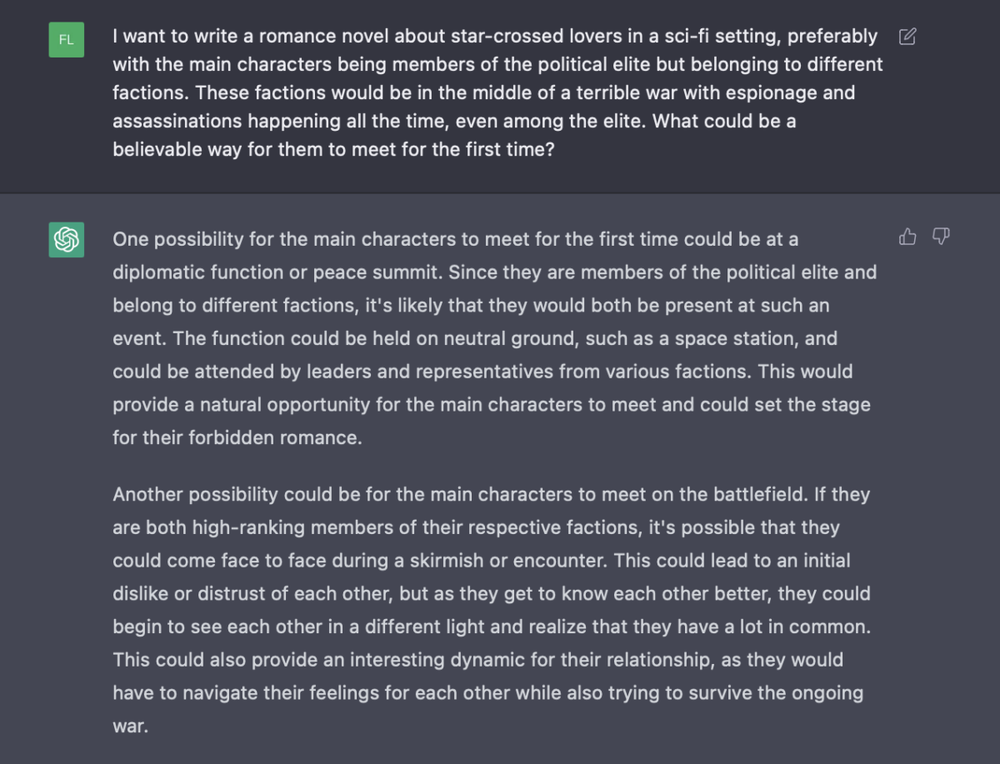 FL
I want to write a romance novel about star-crossed lovers in a sci-fi setting, preferably
with the main characters being members of the political elite but belonging to different
factions. These factions would be in the middle of a terrible war with espionage and
assassinations happening all the time, even among the elite. What could be a
believable way for them to meet for the first time?
One possibility for the main characters to meet for the first time could be at a
diplomatic function or peace summit. Since they are members of the political elite and
belong to different factions, it's likely that they would both be present at such an
event. The function could be held on neutral ground, such as a space station, and
could be attended by leaders and representatives from various factions. This would
provide a natural opportunity for the main characters to meet and could set the stage
for their forbidden romance.
Another possibility could be for the main characters to meet on the battlefield. If they
are both high-ranking members of their respective factions, it's possible that they
could come face to face during a skirmish or encounter. This could lead to an initial
dislike or distrust of each other, but as they get to know each other better, they could
begin to see each other in a different light and realize that they have a lot in common.
This could also provide an interesting dynamic for their relationship, as they would
have to navigate their feelings for each other while also trying to survive the ongoing
war.